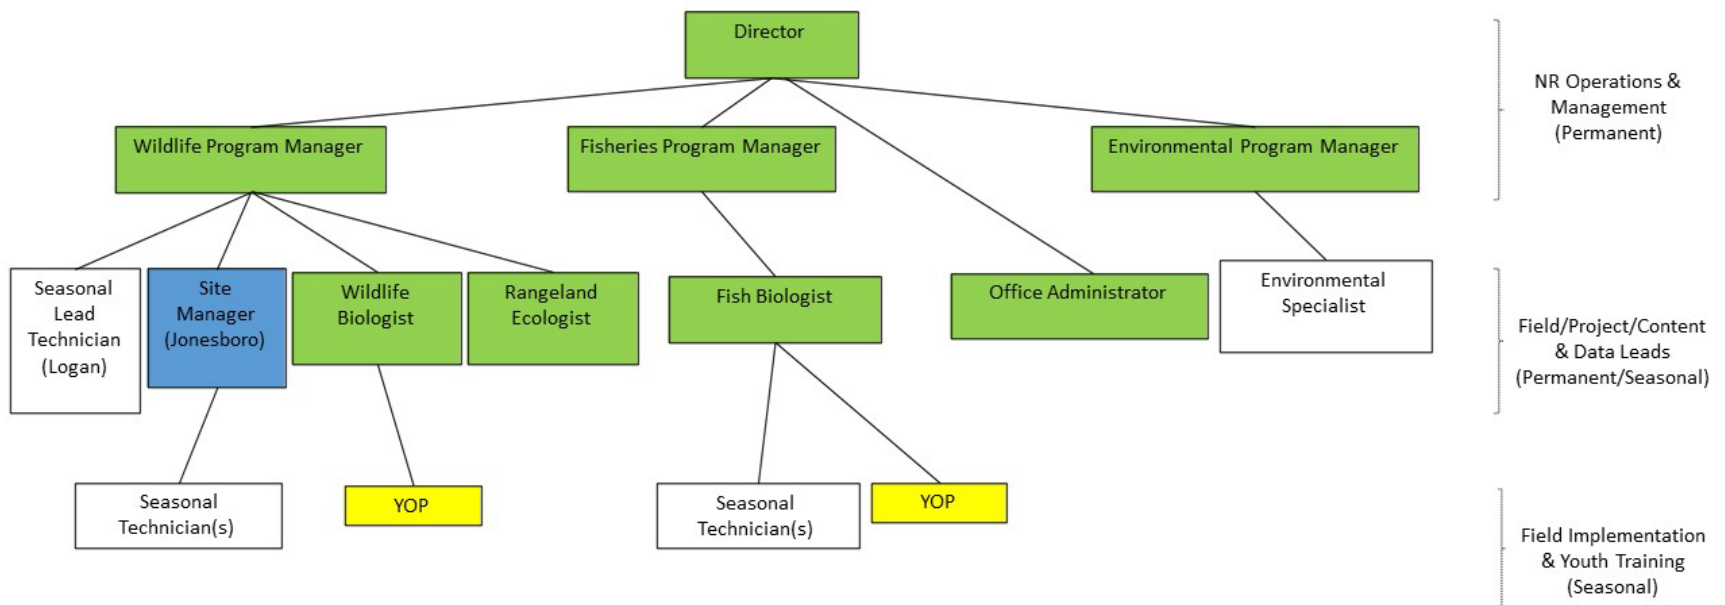 Director
NR Operations &
Management
(Permanent)
Wildlife Program Manager
Fisheries Program Manager
Environmental Program Manager
Seasonal
Lead
Technician
(Logan)
Site
Manager
(Jonesboro)
Wildlife
Biologist
Rangeland
Ecologist
Fish Biologist
Office Administrator
Environmental
Specialist
Field/Project/Content
& Data Leads
(Permanent/Seasonal)
Seasonal
Technician(s)
YOP
Seasonal
Technician(s)
YOP
Field Implementation
& Youth Training
(Seasonal)